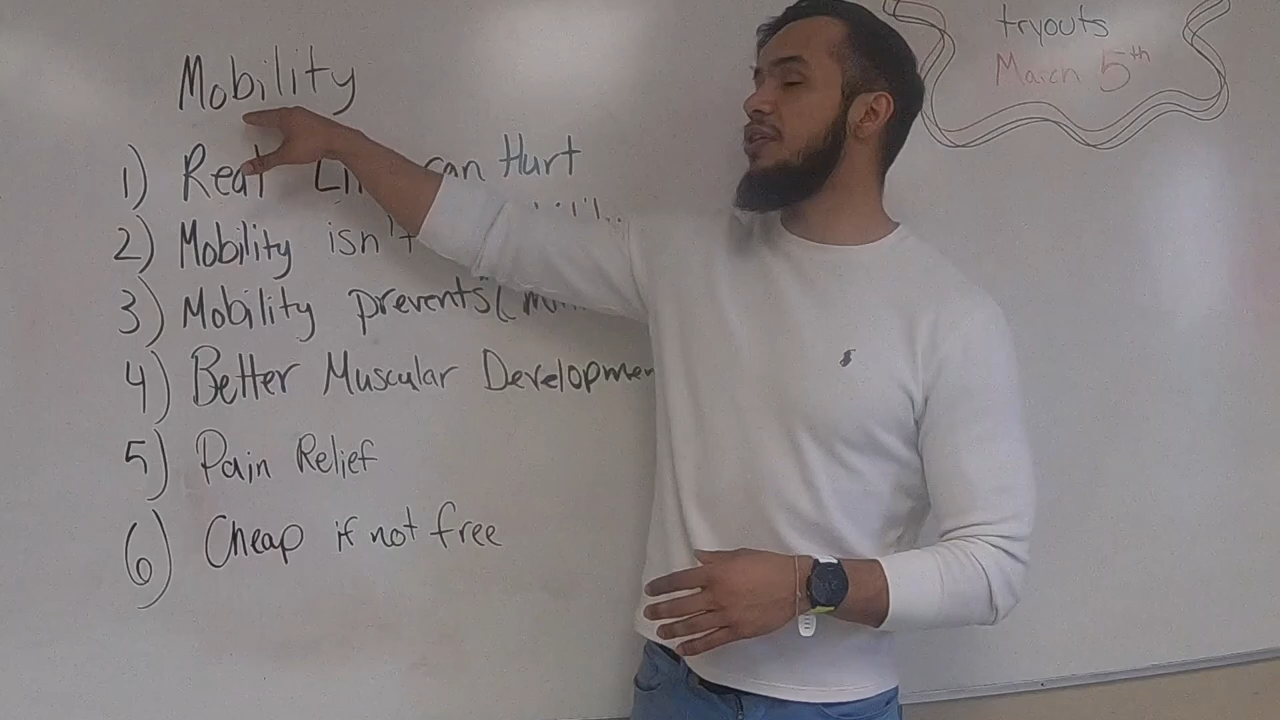 Mobility
1) Real can Hurt
2) Mobility isn't
3) Mobility prevents
4) Better Muscular Developmen
5) Pain Relief
6) Cheap if not free
tryouts
March 5th